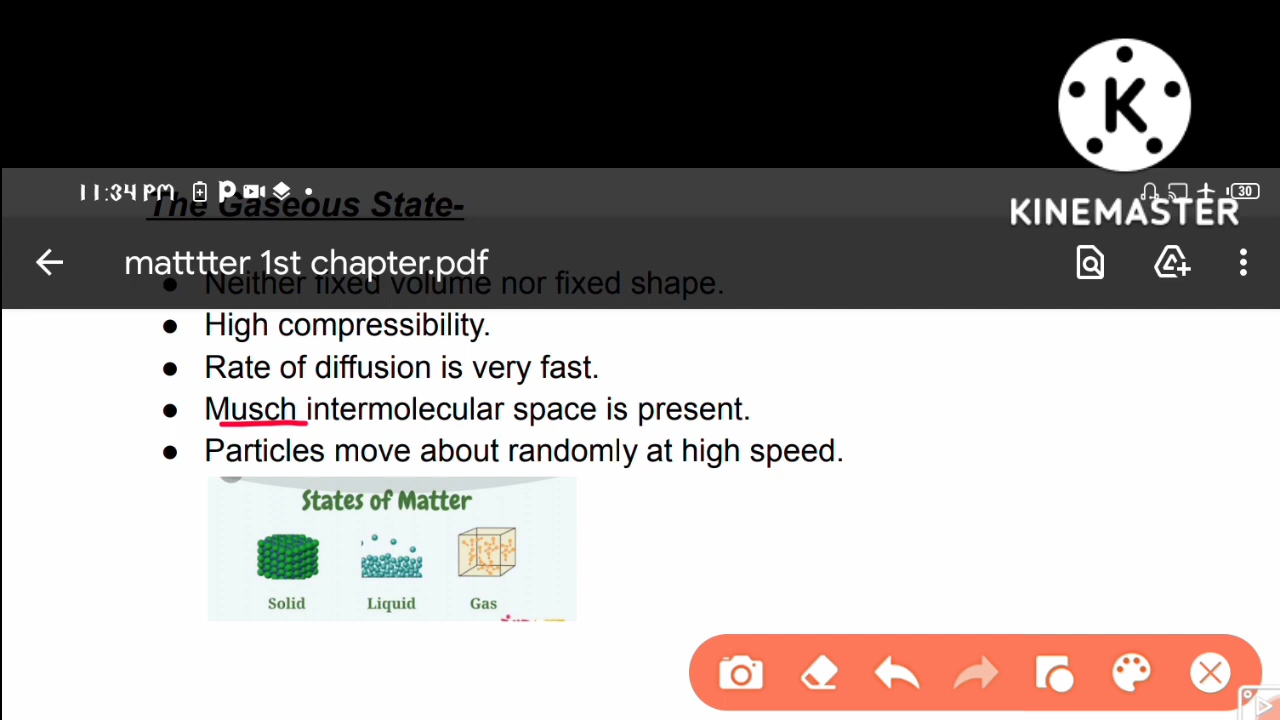 K
11:34 PM
30
The Gaseous State-
KINEMASTER
matttter 1st chapter.pdf
Neither fixed volume nor fixed shape.
High compressibility.
Rate of diffusion is very fast.
Musch intermolecular space is present.
Particles move about randomly at high speed.
States of Matter
Solid Liquid Gas